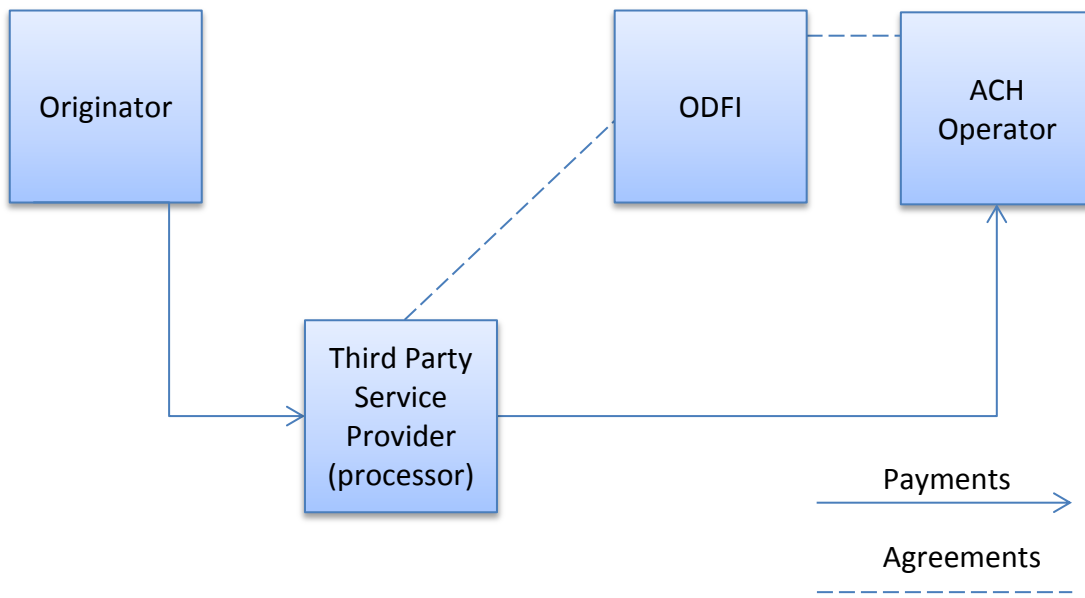 Originator
ODFI
ACH
Operator
Third Party
Service
Provider
(processor)
Payments
Agreements